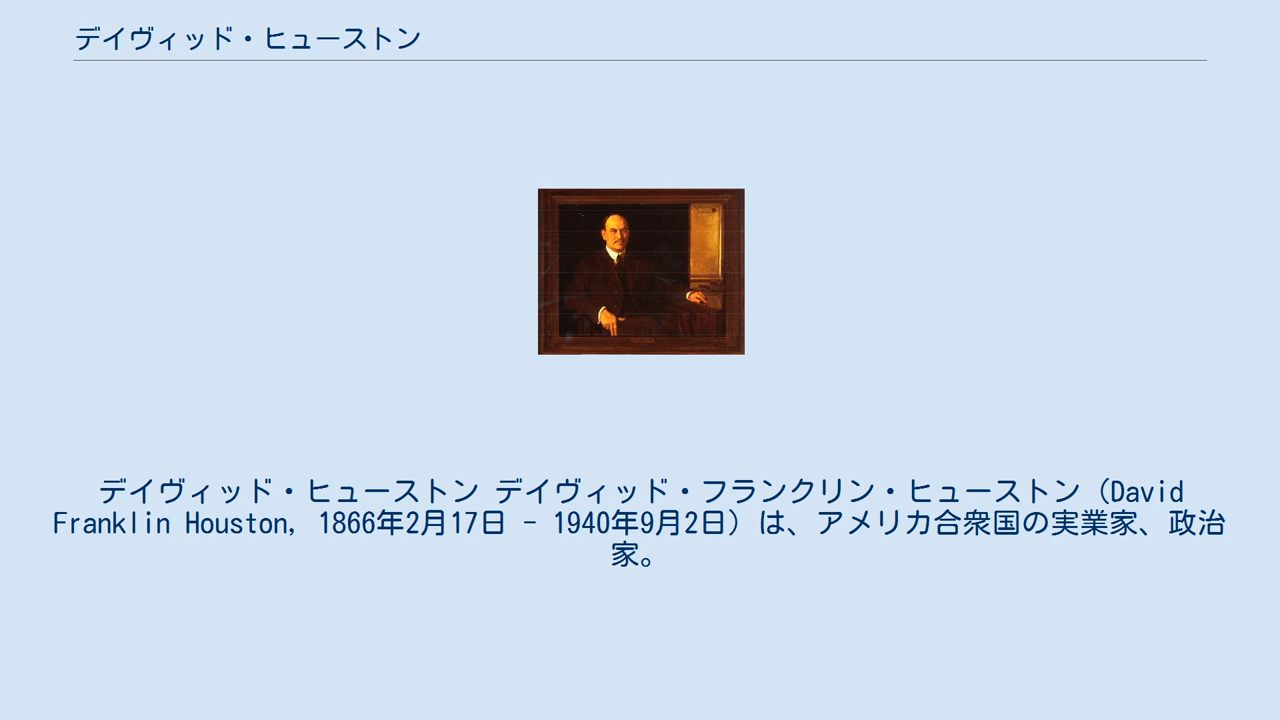 デイヴィッド・ヒューストン
デイヴィッド・ヒューストン デイヴィッド・フランクリン・ヒューストン（David
Franklin Houston, 1866年2月17日 - 1940年9月2日）は、アメリカ合衆国の実業家、政治
家。